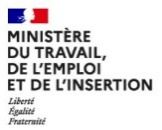 MINISTÈRE
DU TRAVAIL,
DE L'EMPLOI
ET DE L'INSERTION
Liberté
Égalité
Fraternité